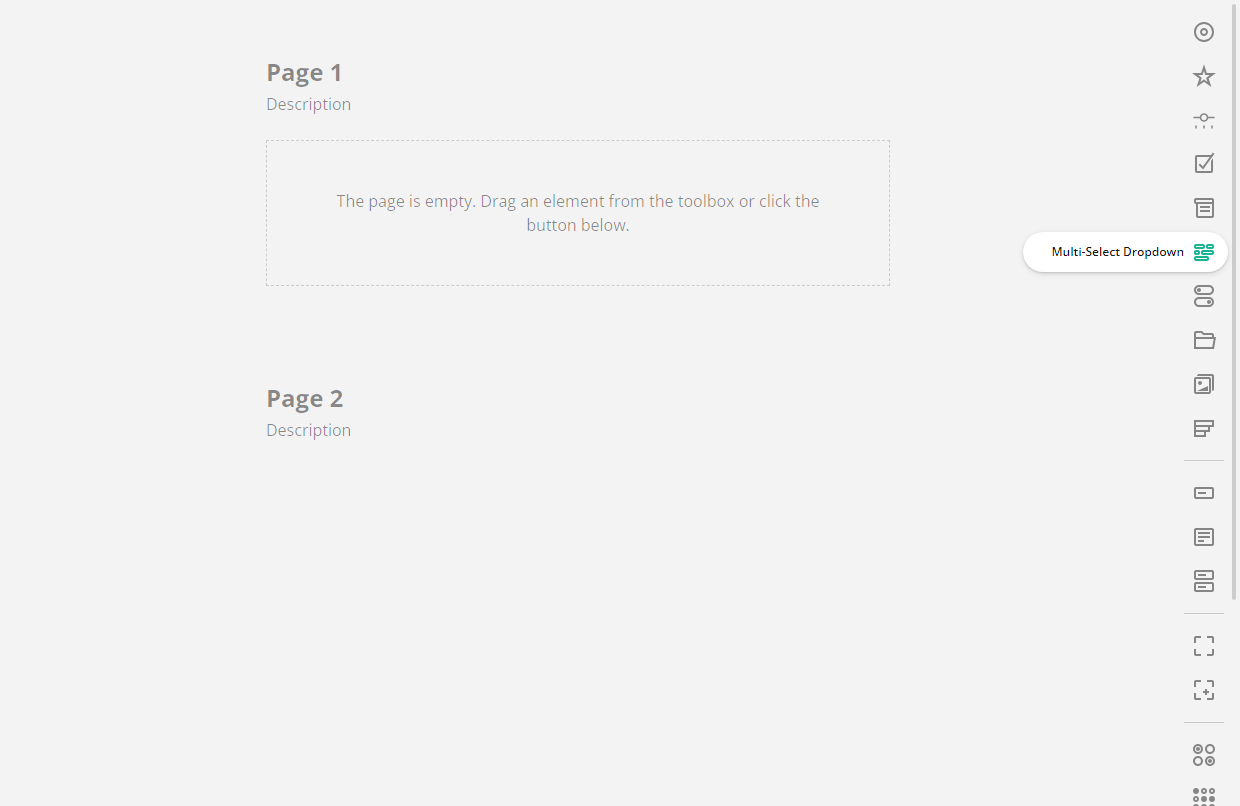 Page 1
Description
The page is empty. Drag an element from the toolbox or click the
button below.
Multi-Select Dropdown
Page 2
Description